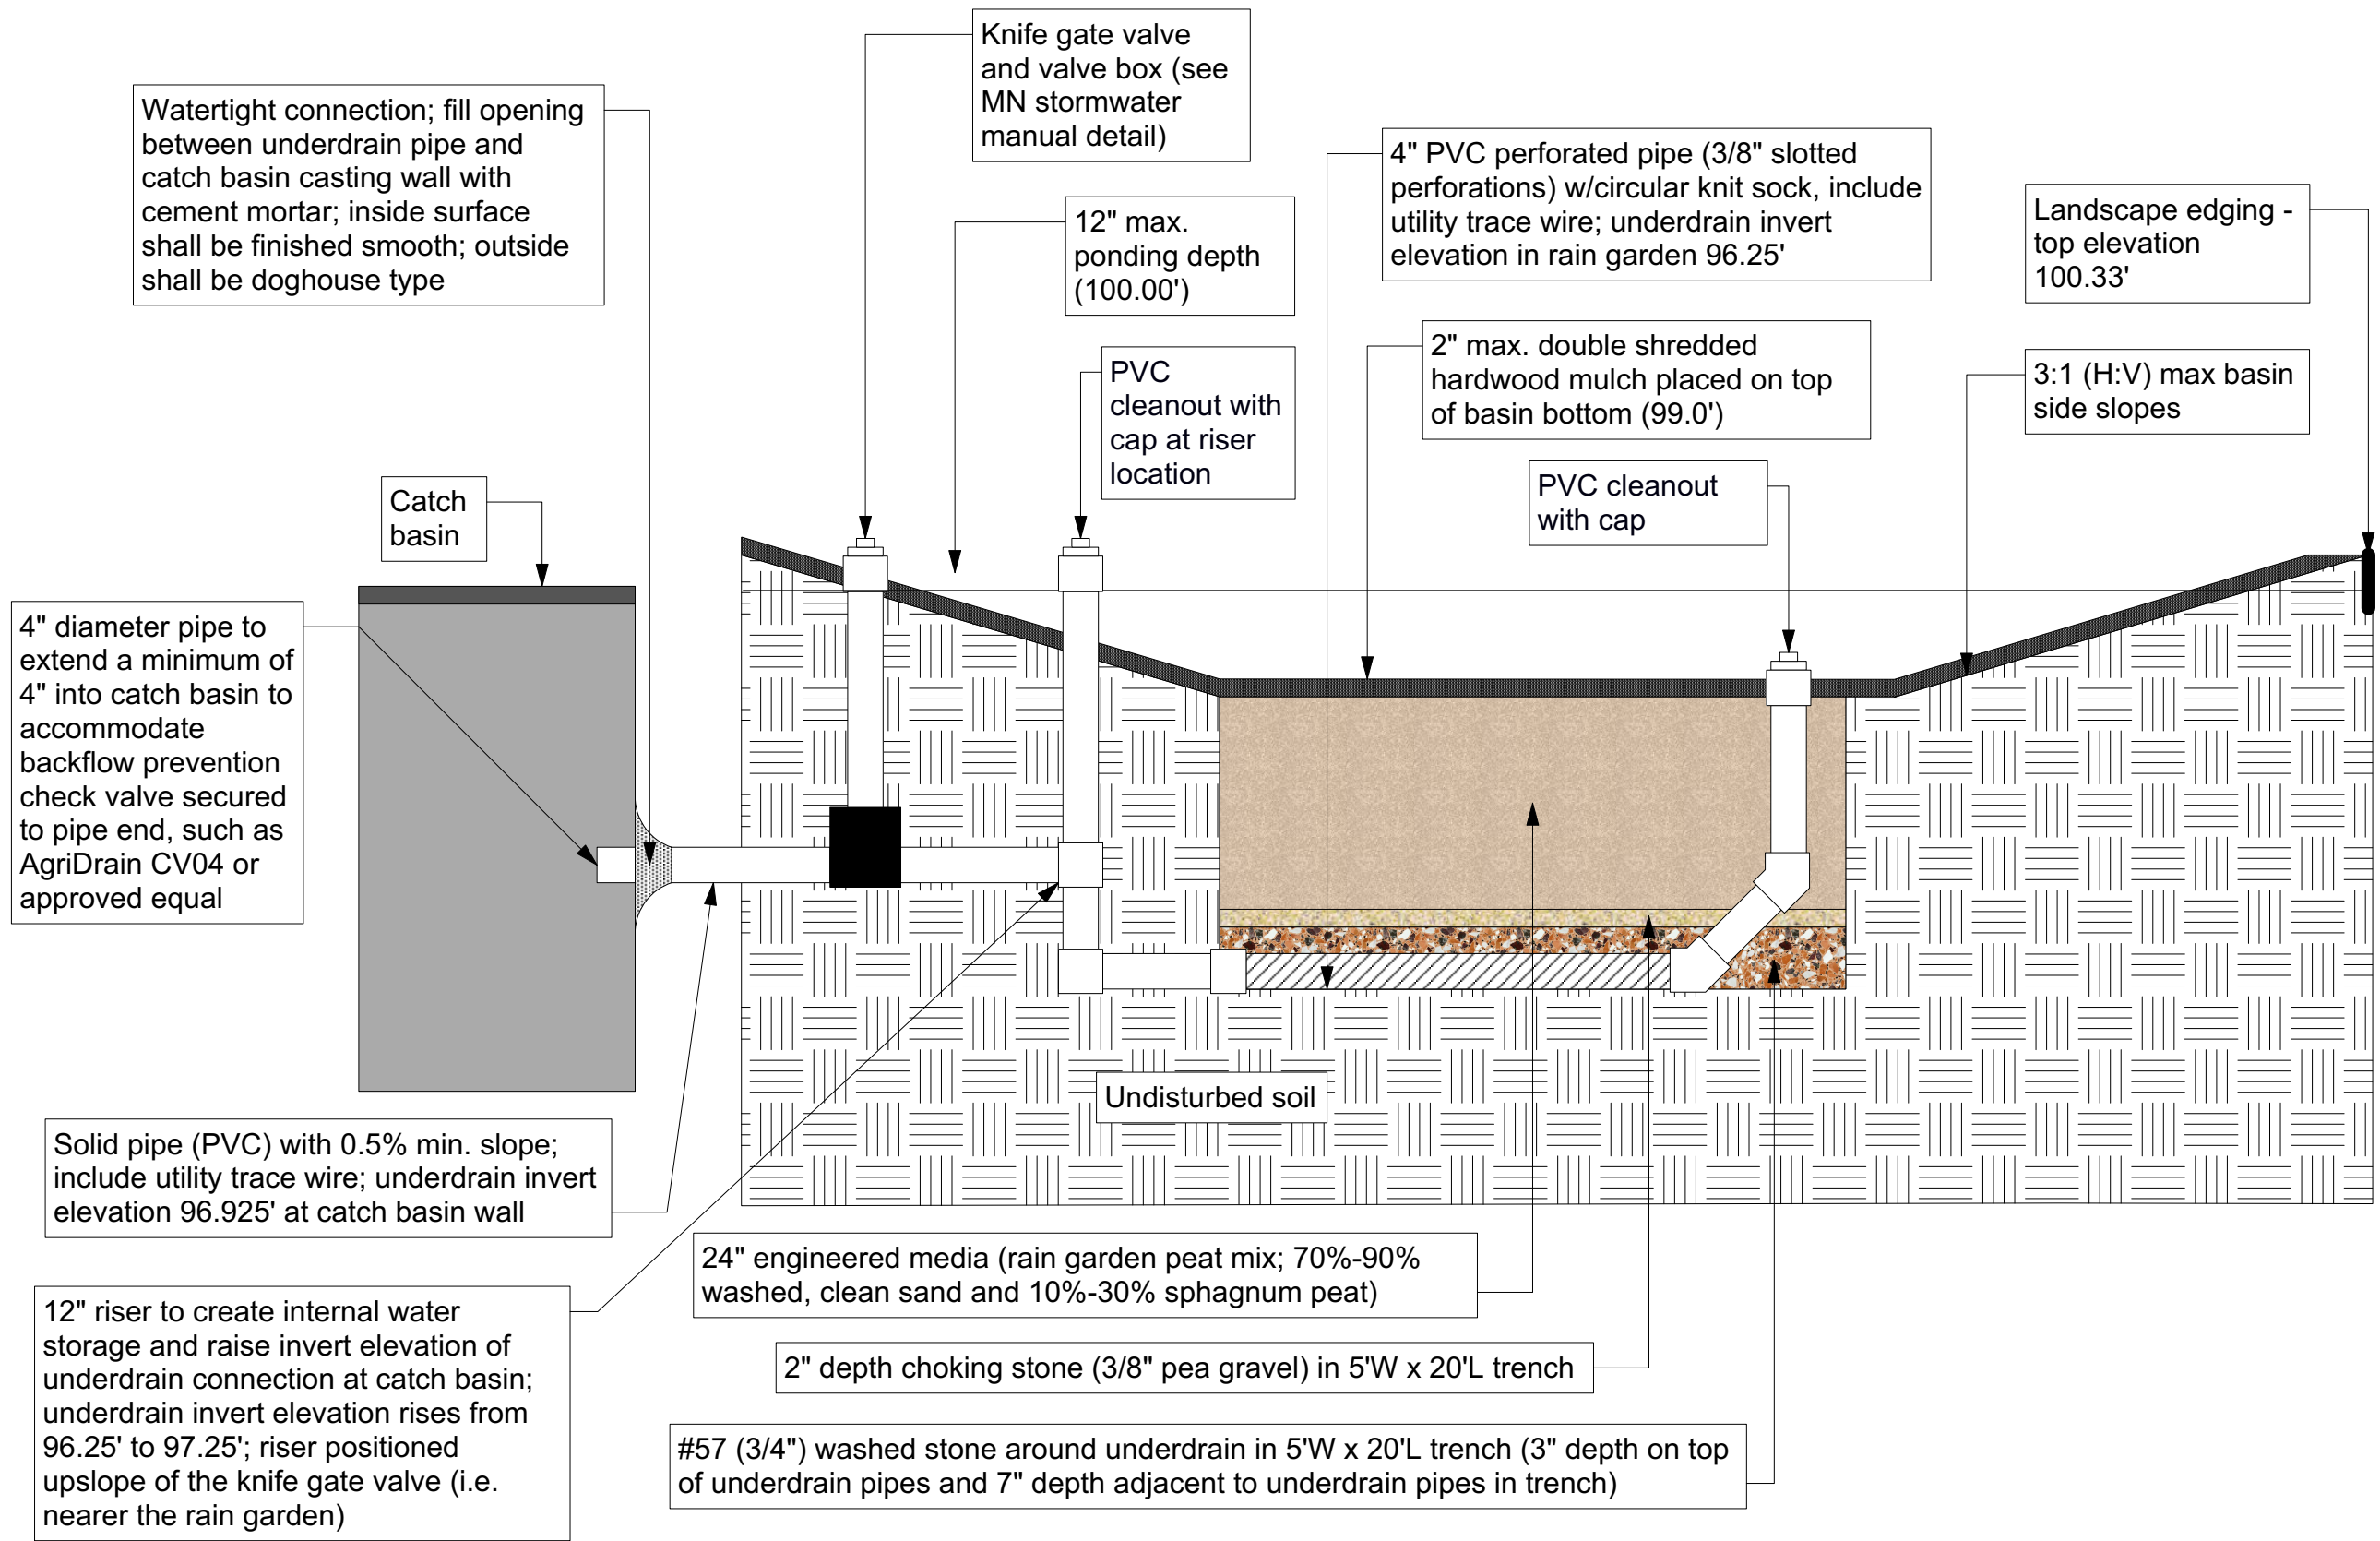 Knife gate valve
and valve box (see
MN stormwater
manual detail)
Watertight connection; fill opening
between underdrain pipe and
catch basin casting wall with
cement mortar; inside surface
shall be finished smooth; outside
shall be doghouse type
4" PVC perforated pipe (3/8" slotted
perforations) w/circular knit sock, include
utility trace wire; underdrain invert
elevation in rain garden 96.25'
12" max.
ponding depth
(100.00')
Landscape edging -
top elevation
100.33'
2" max. double shredded
hardwood mulch placed on top
of basin bottom (99.0')
PVC
cleanout with
cap at riser
location
3:1 (H:V) max basin
side slopes
PVC cleanout
with cap
Catch
basin
4" diameter pipe to
extend a minimum of
4" into catch basin to
accommodate
backflow prevention
check valve secured
to pipe end, such as
AgriDrain CV04 or
approved equal
Undisturbed soil
Solid pipe (PVC) with 0.5% min. slope;
include utility trace wire; underdrain invert
elevation 96.925' at catch basin wall
24" engineered media (rain garden peat mix; 70%-90%
washed, clean sand and 10%-30% sphagnum peat)
12" riser to create internal water
storage and raise invert elevation of
underdrain connection at catch basin;
underdrain invert elevation rises from
96.25' to 97.25'; riser positioned
upslope of the knife gate valve (i.e.
nearer the rain garden)
2" depth choking stone (3/8" pea gravel) in 5'W x 20'L trench
#57 (3/4") washed stone around underdrain in 5'W x 20'L trench (3" depth on top
of underdrain pipes and 7" depth adjacent to underdrain pipes in trench)